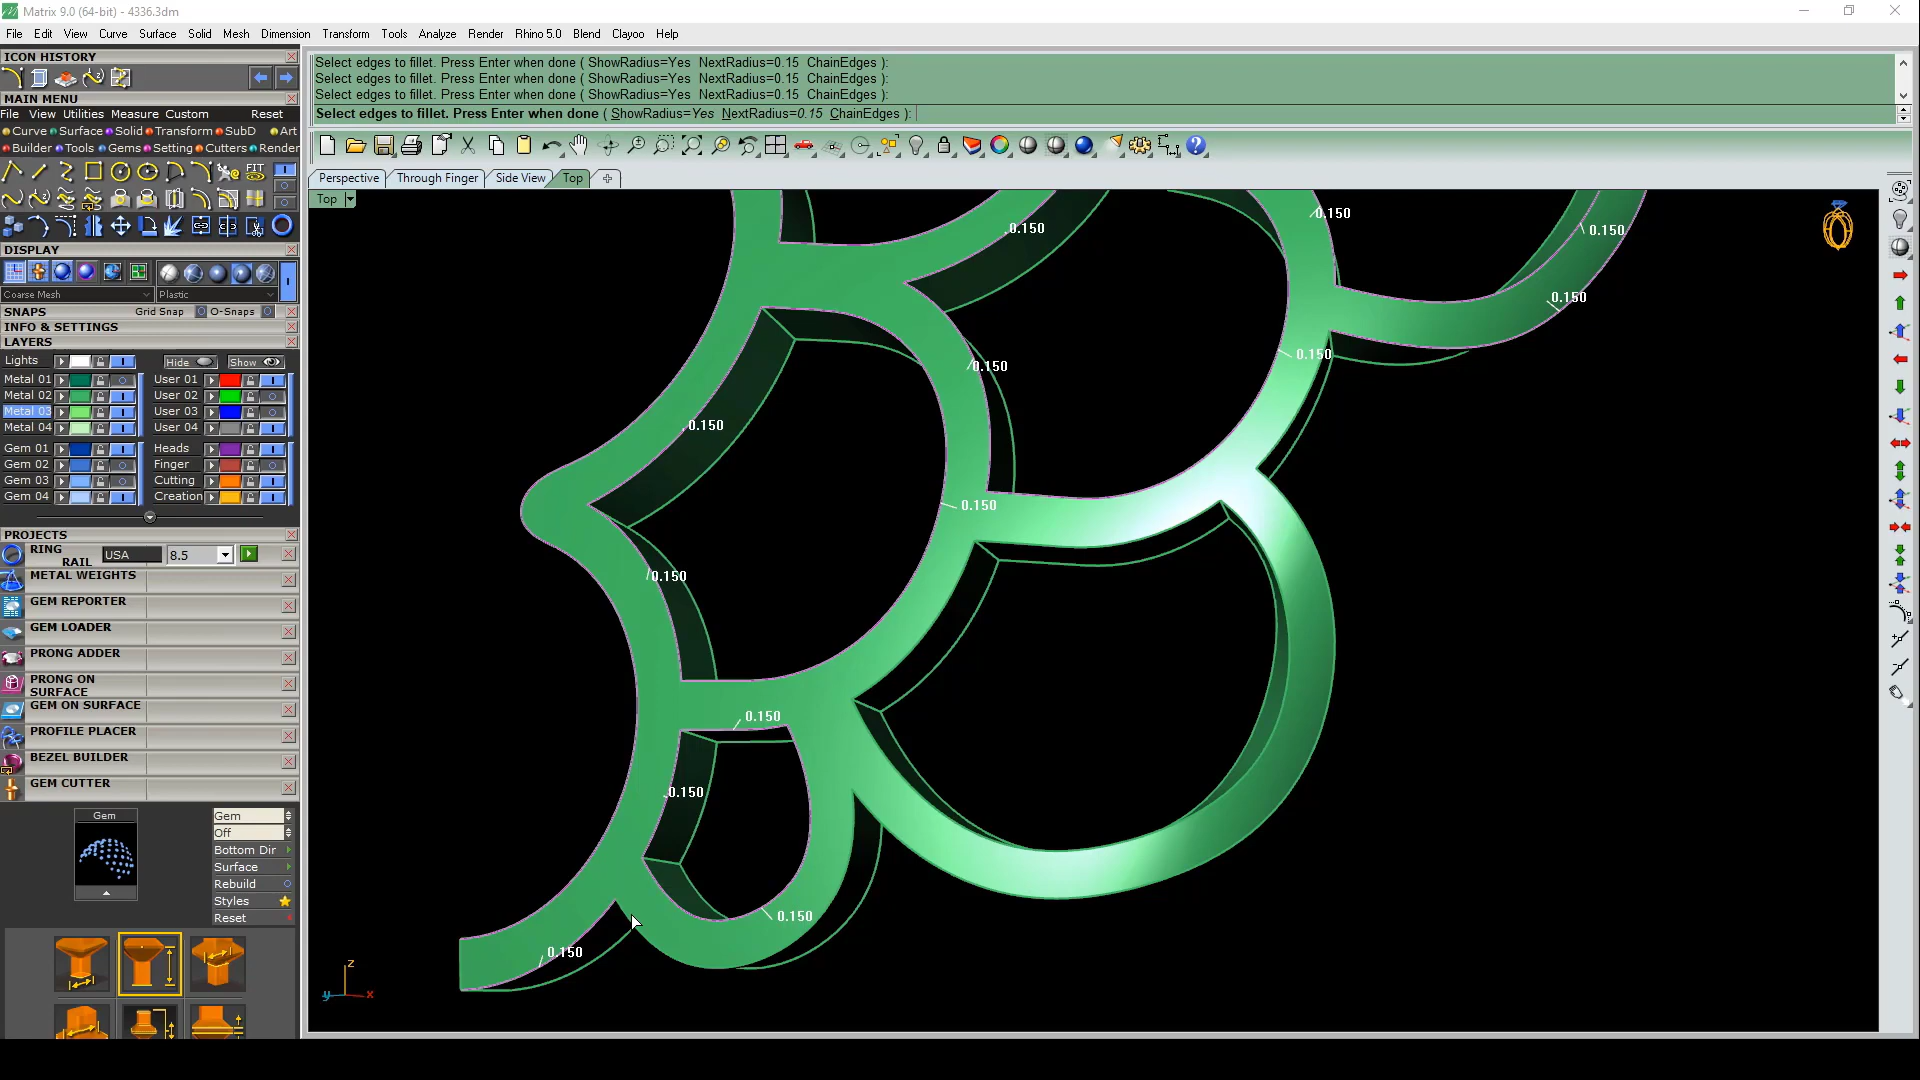 Matrix 9.0 (64-bit) - 4336.3dm
File Edit View Curve Surface Solid Mesh Dimension Transform Tools Analyze Render Rhino 5.0 Blend Clayoo Help
ICON HISTORY
MAIN MENU
File View Utilities Measure Custom Reset
Curve Surface Solid Transform SubD Art
Builder Tools Gems Setting Cutters Render
FIT
DISPLAY
Coarse Mesh Plastic
SNAPS Grid Snap O-Snaps
INFO & SETTINGS
LAYERS
Lights Hide Show
Metal 01 User 01
Metal 02 User 02
Metal 03 User 03
Metal 04 User 04
Gem 01 Heads
Gem 02 Finger
Gem 03 Cutting
Gem 04 Creation
PROJECTS
RING RAIL USA 8.5
METAL WEIGHTS
GEM REPORTER
GEM LOADER
PRONG ADDER
PRONG ON SURFACE
GEM ON SURFACE
PROFILE PLACER
BEZEL BUILDER
GEM CUTTER
Gem
Gem
Off
Bottom Dir
Surface
Rebuild
Styles
Reset
Select edges to fillet. Press Enter when done ( ShowRadius=Yes NextRadius=0.15 ChainEdges ):
Select edges to fillet. Press Enter when done ( ShowRadius=Yes NextRadius=0.15 ChainEdges ):
Select edges to fillet. Press Enter when done ( ShowRadius=Yes NextRadius=0.15 ChainEdges ):
Select edges to fillet. Press Enter when done ( ShowRadius=Yes NextRadius=0.15 ChainEdges ):
Perspective Through Finger Side View Top
Top
0.150
0.150
0.150
0.150
0.150
0.150
0.150
0.150
0.150
0.150
0.150
0.150
0.150
z
y x